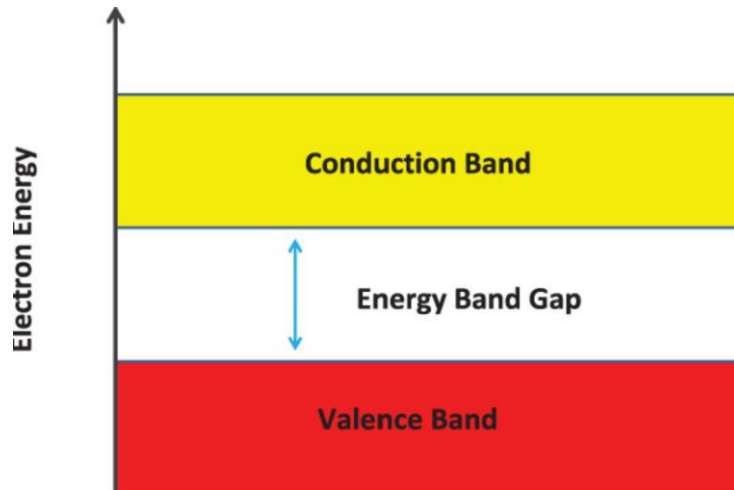 Electron Energy
Conduction Band
Energy Band Gap
Valence Band